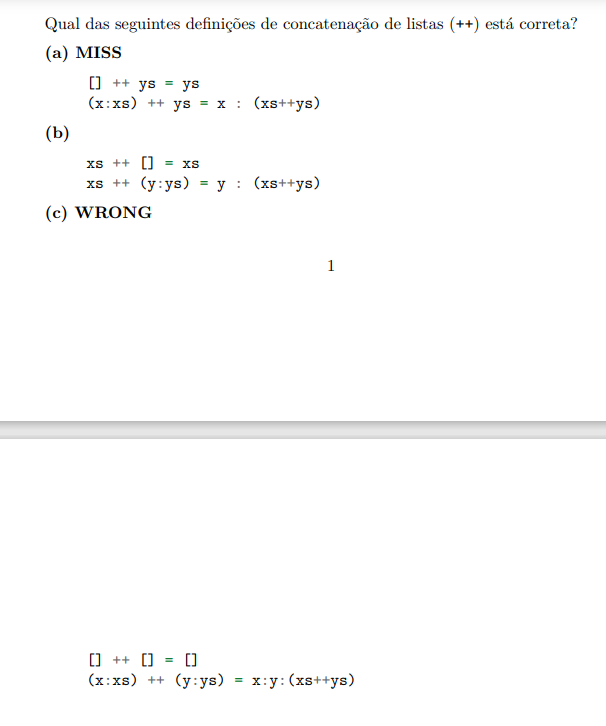 Qual das seguintes definições de concatenação de listas (++) está correta?
(a) MISS
[] ++ ys = ys
(x:xs) ++ ys = x : (xs++ys)
(b)
xs ++ [] = xs
xs ++ (y:ys) = y : (xs++ys)
(c) WRONG
1
[] ++ [] = []
(x:xs) ++ (y:ys) = x:y:(xs++ys)